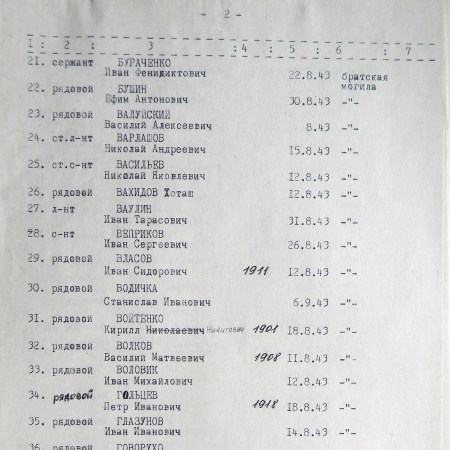 - 2 -
1 : 2 : 3 : 4 : 5 : 6 : 7
21. сержант БУРАЧЕНКО
Иван Фенидиктович 22.8.43 братская
22. рядовой БУШИН могила
Ефим Антонович 30.8.43 -"-
23. рядовой ВАЛУЙСКИЙ
Василий Алексеевич 8.43 -"-
24. ст.л-нт ВАРЛАШОВ
Николай Андреевич 15.8.43 -"-
25. ст.с-нт ВАСИЛЬЕВ
Николай Яковлевич 12.8.43 -"-
26. рядовой ВАХИДОВ Хоташ 12.8.43 -"-
27. л-нт ВАУЛИН
Иван Тарасович 31.8.43 -"-
28. с-нт ВЕПРИКОВ
Иван Сергеевич 26.8.43 -"-
29. рядовой ВЛАСОВ
Иван Сидорович 1911 12.8.43 -"-
30. рядовой ВОДИЧКА
Станислав Иванович 6.9.43 -"-
31. рядовой ВОЙТЕНКО
Кирилл Николаевич Никитович 1901 18.8.43 -"-
32. рядовой ВОЛКОВ
Василий Матвеевич 1908 11.8.43 -"-
33. рядовой ВОЛОВИК
Иван Михайлович 12.8.43 -"-
34. рядовой ГОЛЬЦЕВ
Петр Иванович 1918 18.8.43 -"-
35. рядовой ГЛАЗУНОВ
Иван Иванович 14.8.43 -"-
36. рядовой ГОВОРУХО